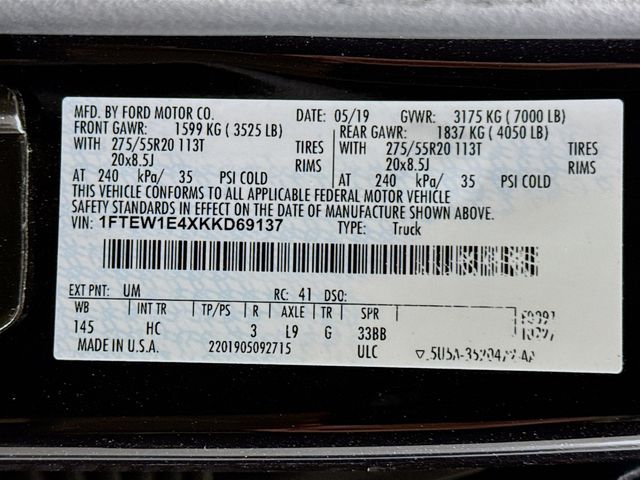 MFD. BY FORD MOTOR CO. DATE: 05/19 GVWR: 3175 KG ( 7000 LB)
FRONT GAWR: 1599 KG ( 3525 LB) REAR GAWR: 1837 KG ( 4050 LB)
WITH 275/55R20 113T TIRES 275/55R20 113T TIRES
20x8.5J RIMS 20x8.5J RIMS
AT 240 kPa/ 35 PSI COLD AT 240 kPa/ 35 PSI COLD
THIS VEHICLE CONFORMS TO ALL APPLICABLE FEDERAL MOTOR VEHICLE
SAFETY STANDARDS IN EFFECT ON THE DATE OF MANUFACTURE SHOWN ABOVE.
VIN: 1FTEW1E4XKKD69137 TYPE: Truck
EXT PNT: UM RC: 41 DSO:
WB INT TR TP/PS R AXLE TR SPR
145 HC 3 L9 G 33BB
MADE IN U.S.A. 2201905092715 ULC